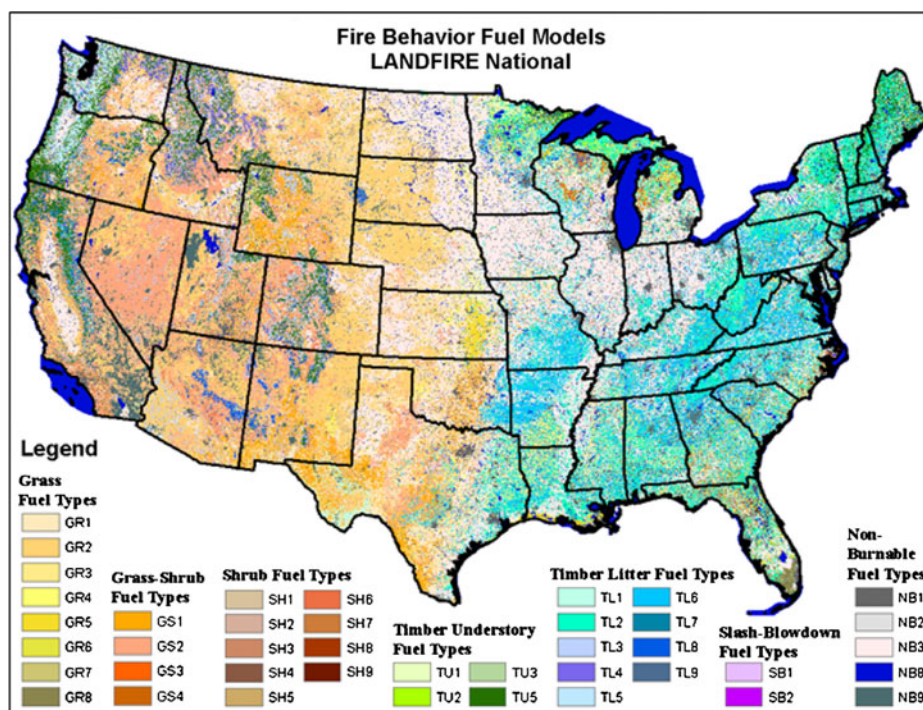 Fire Behavior Fuel Models
LANDFIRE National
Legend
Grass
Fuel Types
GR1
GR2
GR3
GR4
GR5
GR6
GR7
GR8
Grass-Shrub
Fuel Types
GS1
GS2
GS3
GS4
Shrub Fuel Types
SH1
SH2
SH3
SH4
SH5
SH6
SH7
SH8
SH9
Timber Understory
Fuel Types
TU1
TU2
TU3
TU5
Timber Litter Fuel Types
TL1
TL2
TL3
TL4
TL5
TL6
TL7
TL8
TL9
Slash-Blowdown
Fuel Types
SB1
SB2
Non-
Burnable
Fuel Types
NB1
NB2
NB3
NB8
NB9